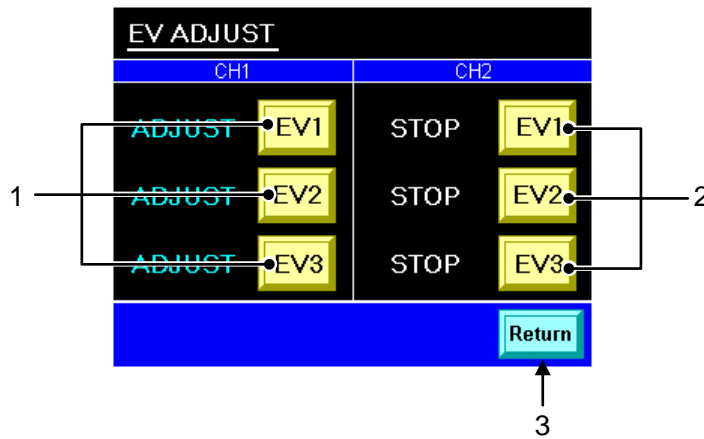 EV ADJUST
CH1 CH2
ADJUST EV1 STOP EV1
1 ADJUST EV2 STOP EV2 2
ADJUST EV3 STOP EV3
Return
3